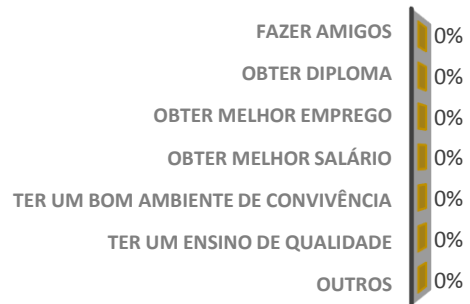 FAZER AMIGOS 0%
OBTER DIPLOMA 0%
OBTER MELHOR EMPREGO 0%
OBTER MELHOR SALÁRIO 0%
TER UM BOM AMBIENTE DE CONVIVÊNCIA 0%
TER UM ENSINO DE QUALIDADE 0%
OUTROS 0%